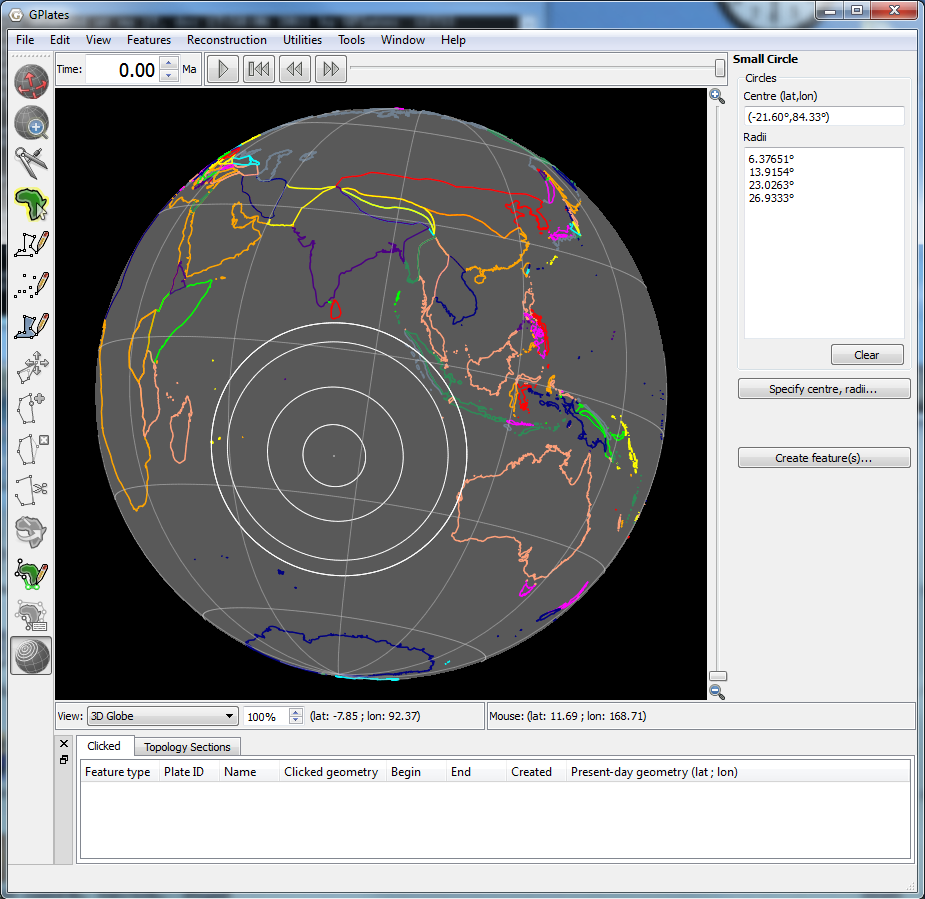 GPlates
File Edit View Features Reconstruction Utilities Tools Window Help
Time: 0.00 Ma
Small Circle
Circles
Centre (lat,lon)
(-21.60°,84.33°)
Radii
6.37651°
13.9154°
23.0263°
26.9333°
Clear
Specify centre, radii...
Create feature(s)...
View: 3D Globe 100% (lat: -7.85 ; lon: 92.37) Mouse: (lat: 11.69 ; lon: 168.71)
Clicked Topology Sections
Feature type Plate ID Name Clicked geometry Begin End Created Present-day geometry (lat ; lon)